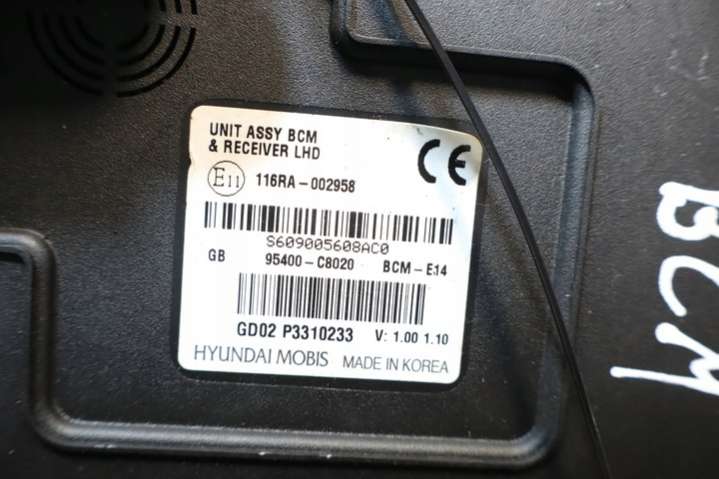 UNIT ASSY BCM
& RECEIVER LHD
CE
E11 116RA-002958
S609005608AC0
GB 95400-C8020 BCM-E14
GD02 P3310233 V: 1.00 1.10
HYUNDAI MOBIS MADE IN KOREA
BCM